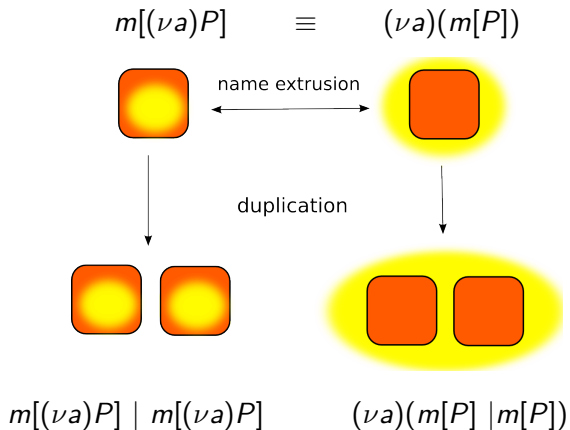 m[(νa)P] ≡ (νa)(m[P])
name extrusion
duplication
m[(νa)P] | m[(νa)P] (νa)(m[P] |m[P])